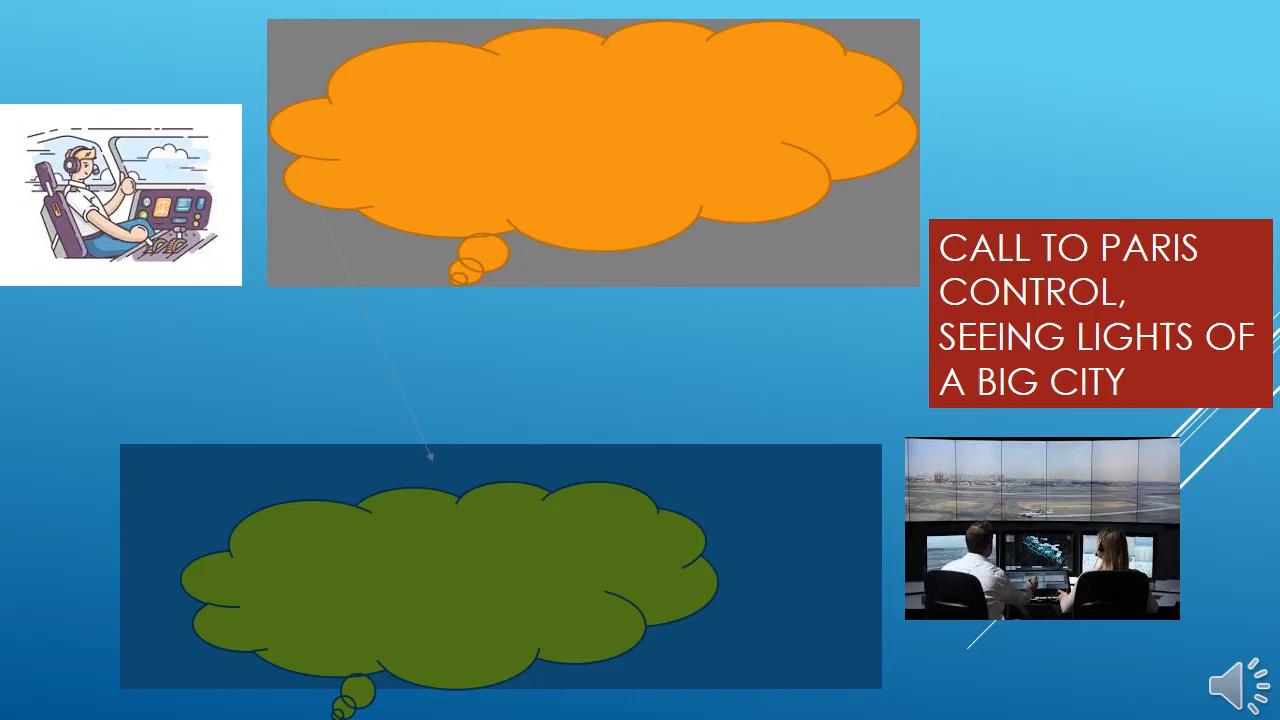 CALL TO PARIS
CONTROL,
SEEING LIGHTS OF
A BIG CITY